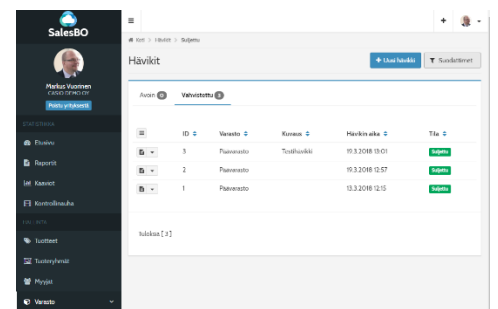 SalesBO
Markus Vuorinen
CASIO DEMO OY
Poistu yrityksestä
Etusivu
Raportit
Kaaviot
Kontrollinauha
Tuotteet
Tuoteryhmät
Myyjät
Varasto
Koti > Hävikit > Suljettu
Hävikit
+ Uusi hävikki
Suodattimet
Avoin 0
Vahvistettu 3
ID Varasto Kuvaus Hävikin aika Tila
3 Päävarasto Testihävikki 19.3.2018 13:01 Suljettu
2 Päävarasto 19.3.2018 12:57 Suljettu
1 Päävarasto 13.3.2018 12:15 Suljettu
Tuloksia [ 3 ]